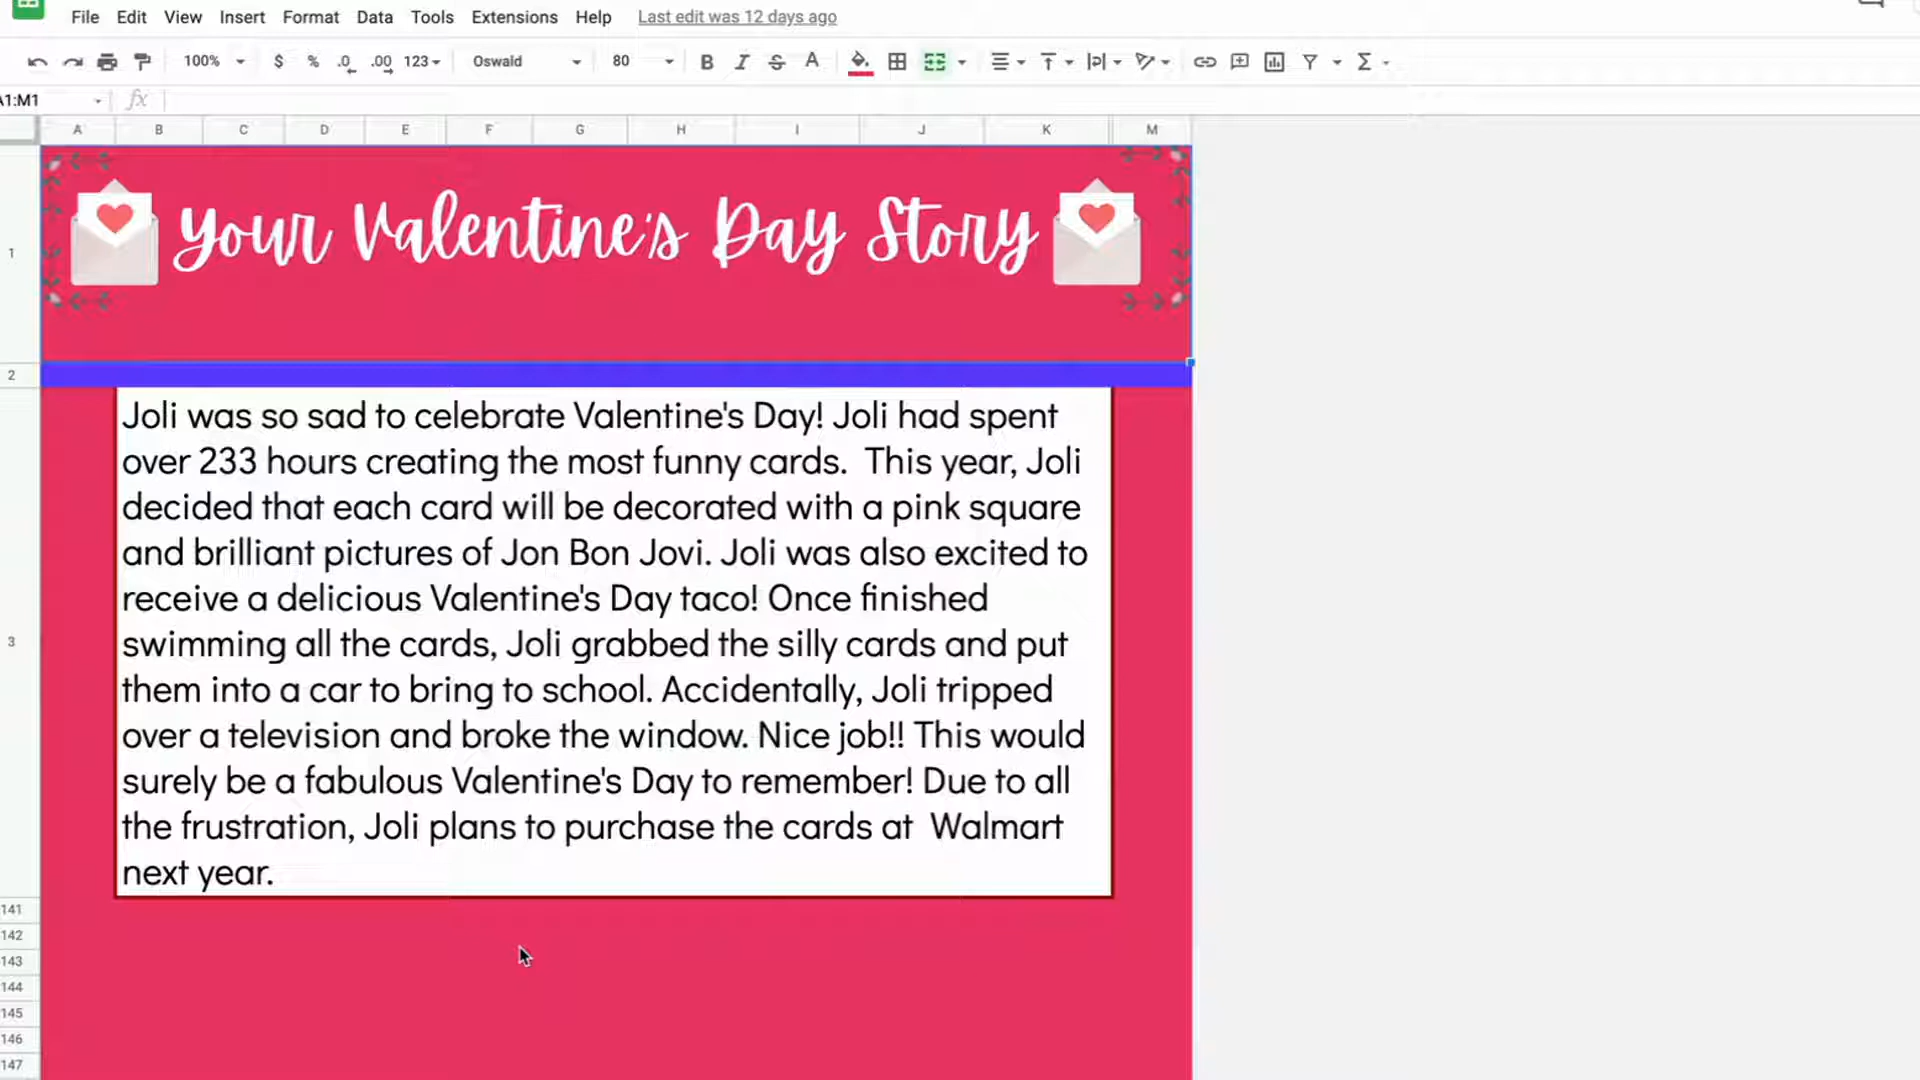 File Edit View Insert Format Data Tools Extensions Help Last edit was 12 days ago
100% $ % .0 .00 123 Oswald 80 B I S A
A1:M1 fx
A B C D E F G H I J K M
1
Your Valentine's Day Story
2
Joli was so sad to celebrate Valentine's Day! Joli had spent
over 233 hours creating the most funny cards.  This year, Joli
decided that each card will be decorated with a pink square
and brilliant pictures of Jon Bon Jovi. Joli was also excited to
receive a delicious Valentine's Day taco! Once finished
swimming all the cards, Joli grabbed the silly cards and put
3
them into a car to bring to school. Accidentally, Joli tripped
over a television and broke the window. Nice job!! This would
surely be a fabulous Valentine's Day to remember! Due to all
the frustration, Joli plans to purchase the cards at  Walmart
next year.
141
142
143
144
145
146
147